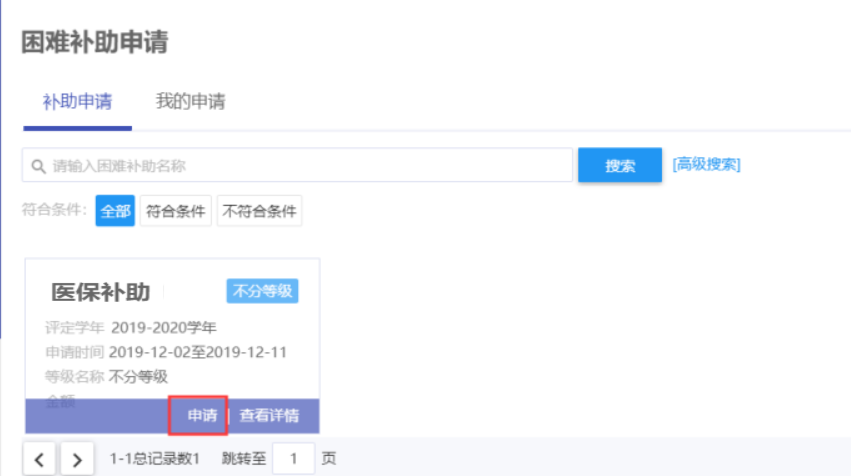 困难补助申请
补助申请 我的申请
请输入困难补助名称 搜索 [高级搜索]
符合条件: 全部 符合条件 不符合条件
医保补助 不分等级
评定学年 2019-2020学年
申请时间 2019-12-02至2019-12-11
等级名称 不分等级
金额
申请 | 查看详情
1-1总记录数1 跳转至 1 页